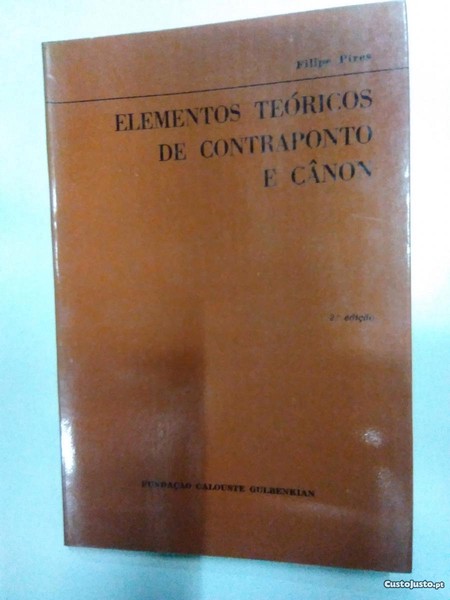 Filipe Pires
ELEMENTOS TEÓRICOS
DE CONTRAPONTO
E CÂNON
2.ª edição
FUNDAÇÃO CALOUSTE GULBENKIAN
CustoJusto.pt